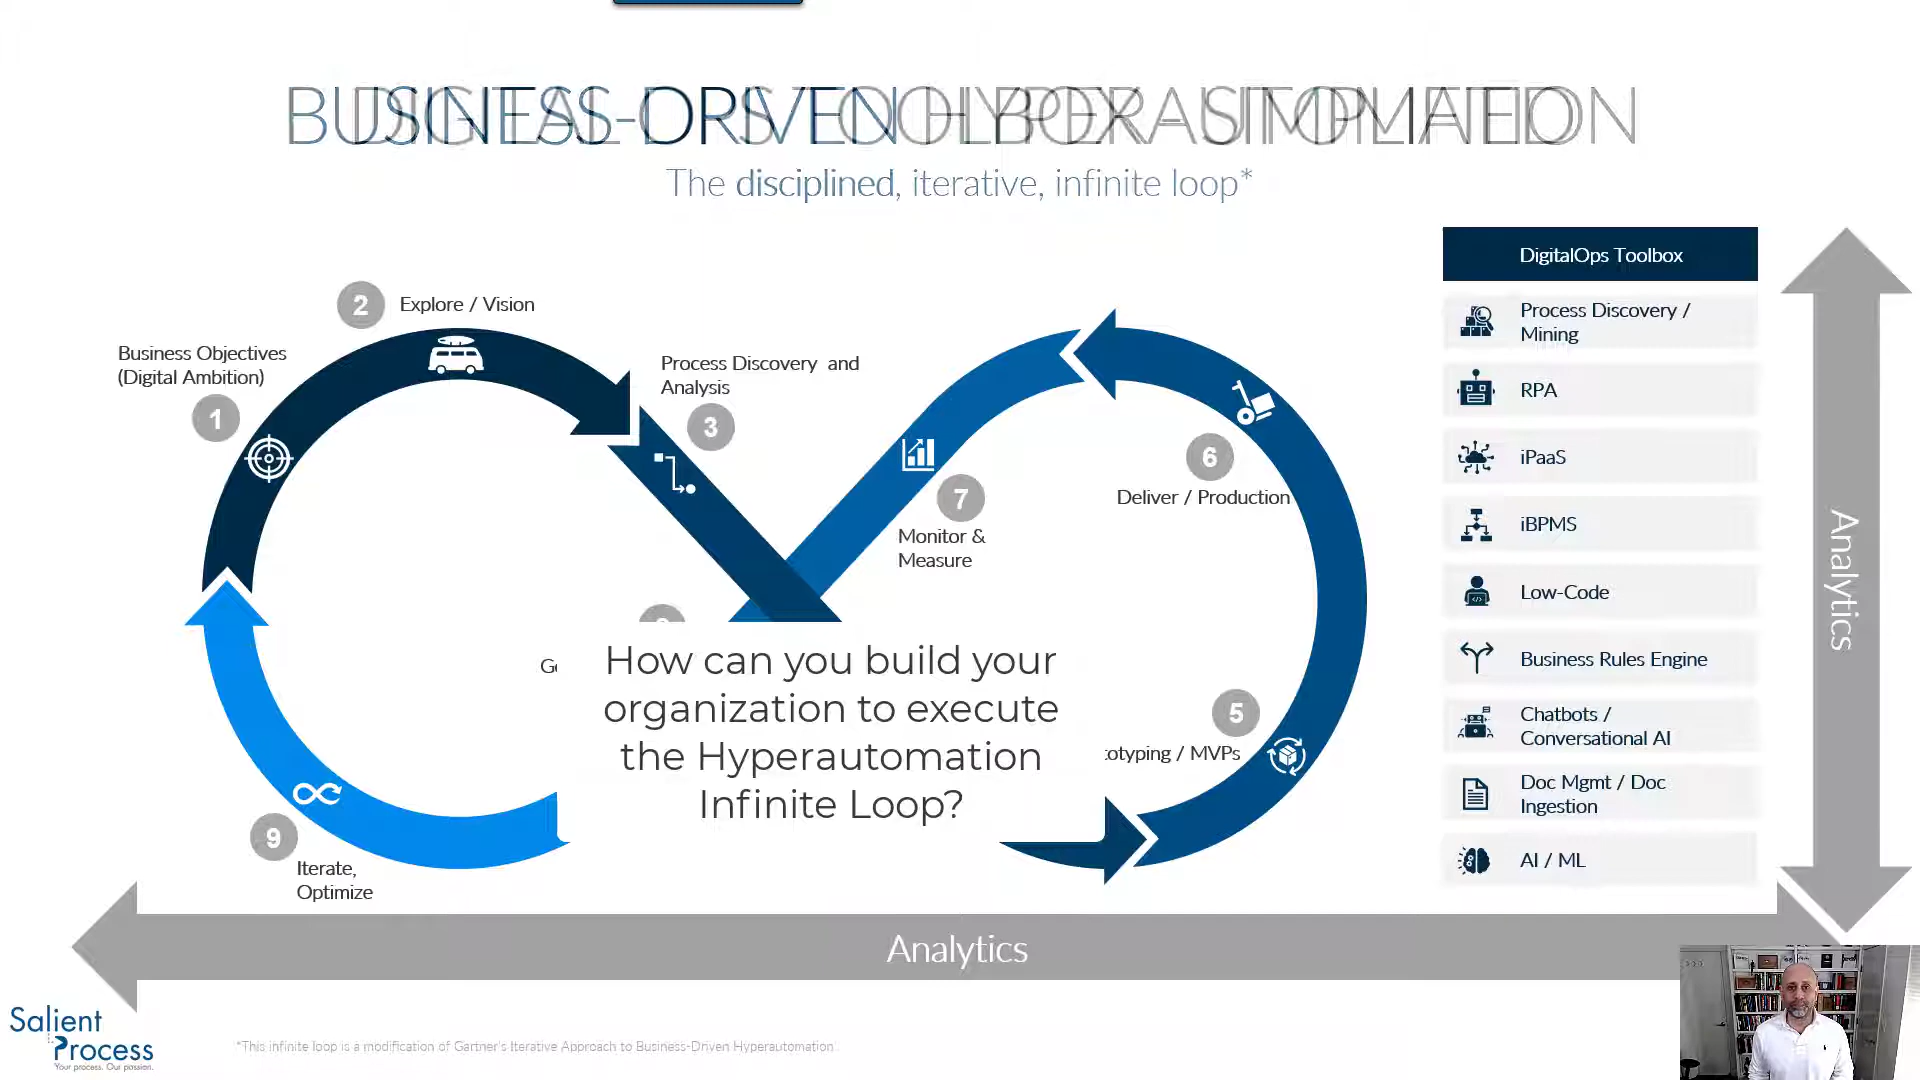 BUSINESS-DRIVEN HYPERAUTOMATION
The disciplined, iterative, infinite loop*
DigitalOps Toolbox
Process Discovery /
Mining
RPA
iPaaS
iBPMS
Low-Code
Business Rules Engine
Chatbots /
Conversational AI
Doc Mgmt / Doc
Ingestion
AI / ML
Analytics
2
Explore / Vision
Business Objectives
(Digital Ambition)
1
Process Discovery and
Analysis
3
6
Deliver / Production
7
Monitor &
Measure
How can you build your
organization to execute
the Hyperautomation
Infinite Loop?
5
otyping / MVPs
9
Iterate,
Optimize
Analytics
Salient
Process
Your process. Our passion.
*This infinite loop is a modification of Gartner's Iterative Approach to Business-Driven Hyperautomation